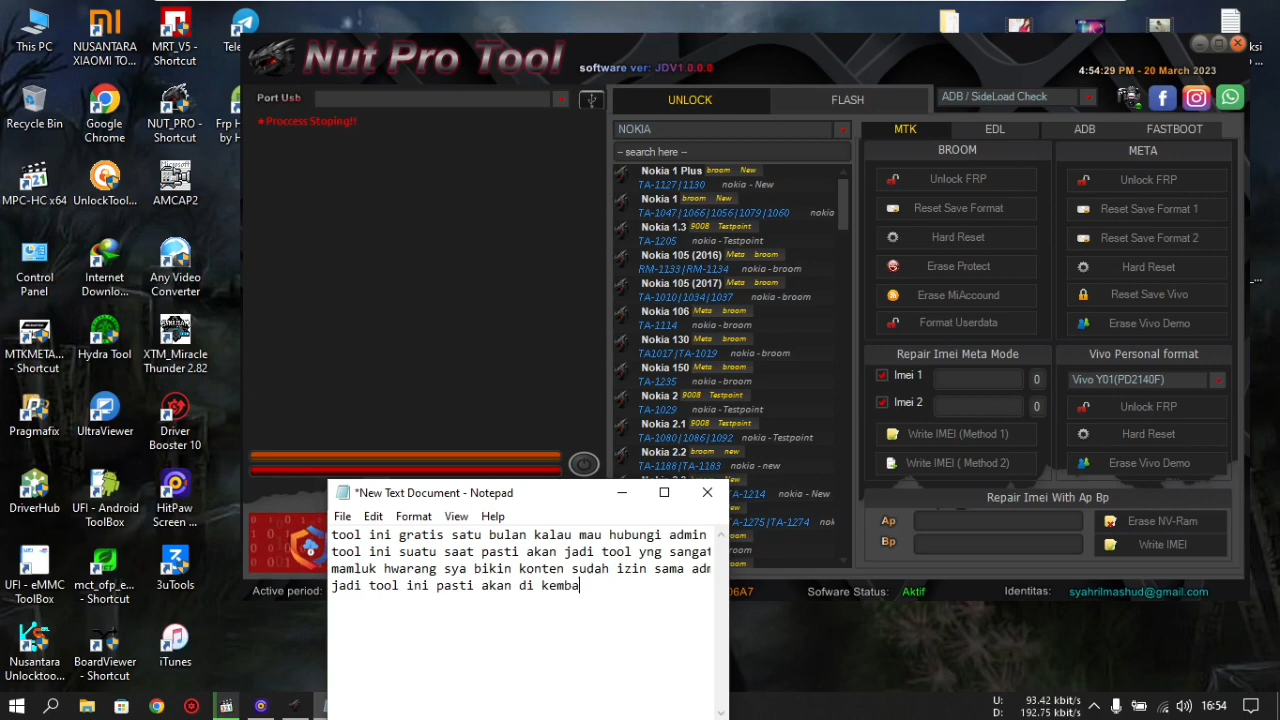 This PC
NUSANTARA
XIAOMI TO...
MRT_V5 -
Shortcut
Tele
Recycle Bin
Google
Chrome
NUT_PRO -
Shortcut
Frp H
by H
MPC-HC x64
UnlockTool...
Microsoft
AMCAP2
Control
Panel
Internet
Downlo...
Any Video
Converter
MTKMETA...
- Shortcut
Hydra Tool
XTM_Miracle
Thunder 2.82
Pragmafix
UltraViewer
Driver
Booster 10
DriverHub
UFI - Android
ToolBox
HitPaw
Screen ...
UFI - eMMC
ToolBox
mct_ofp_e...
- Shortcut
3uTools
Nusantara
Unlocktoo...
BoardViewer
- Shortcut
iTunes
Nut Pro Tool
software ver: JDV1.0.0.0
4:54:29 PM - 20 March 2023
Port Usb
Proccess Stoping!!
UNLOCK
FLASH
ADB / SideLoad Check
NOKIA
-- search here --
Nokia 1 Plus broom New
TA-1127|1130 nokia - New
Nokia 1 broom New
TA-1047|1066|1056|1079|1060 nokia
Nokia 1.3 9008 Testpoint
TA-1205 nokia - Testpoint
Nokia 105 (2016) Meta broom
RM-1133|RM-1134 nokia - broom
Nokia 105 (2017) Meta broom
TA-1010|1034|1037 nokia - broom
Nokia 106 Meta broom
TA-1114 nokia - broom
Nokia 130 Meta broom
TA1017|TA-1019 nokia - broom
Nokia 150 Meta broom
TA-1235 nokia - broom
Nokia 2 9008 Testpoint
TA-1029 nokia - Testpoint
Nokia 2.1 9008 Testpoint
TA-1080|1086|1092 nokia - Testpoint
Nokia 2.2 broom new
TA-1188|TA-1183 nokia - new
TA-1214 nokia - New
TA-1275|TA-1274 nok
MTK
EDL
ADB
FASTBOOT
BROOM
META
Unlock FRP
Reset Save Format
Hard Reset
Erase Protect
Erase MiAccound
Format Userdata
Unlock FRP
Reset Save Format 1
Reset Save Format 2
Hard Reset
Reset Save Vivo
Erase Vivo Demo
Repair Imei Meta Mode
Imei 1
0
Imei 2
0
Write IMEI (Method 1)
Write IMEI ( Method 2)
Vivo Personal format
Vivo Y01(PD2140F)
Unlock FRP
Hard Reset
Erase Vivo Demo
Repair Imei With Ap Bp
Ap
Bp
Erase NV-Ram
Write IMEI
Active period:
06A7
Sofware Status: Aktif
Identitas: syahrilmashud@gmail.com
*New Text Document - Notepad
File Edit Format View Help
tool ini gratis satu bulan kalau mau hubungi admin
tool ini suatu saat pasti akan jadi tool yng sangat
mamluk hwarang sya bikin konten sudah izin sama adm
jadi tool ini pasti akan di kemba
U: 93.42 kbit/s
D: 192.75 kbit/s
16:54